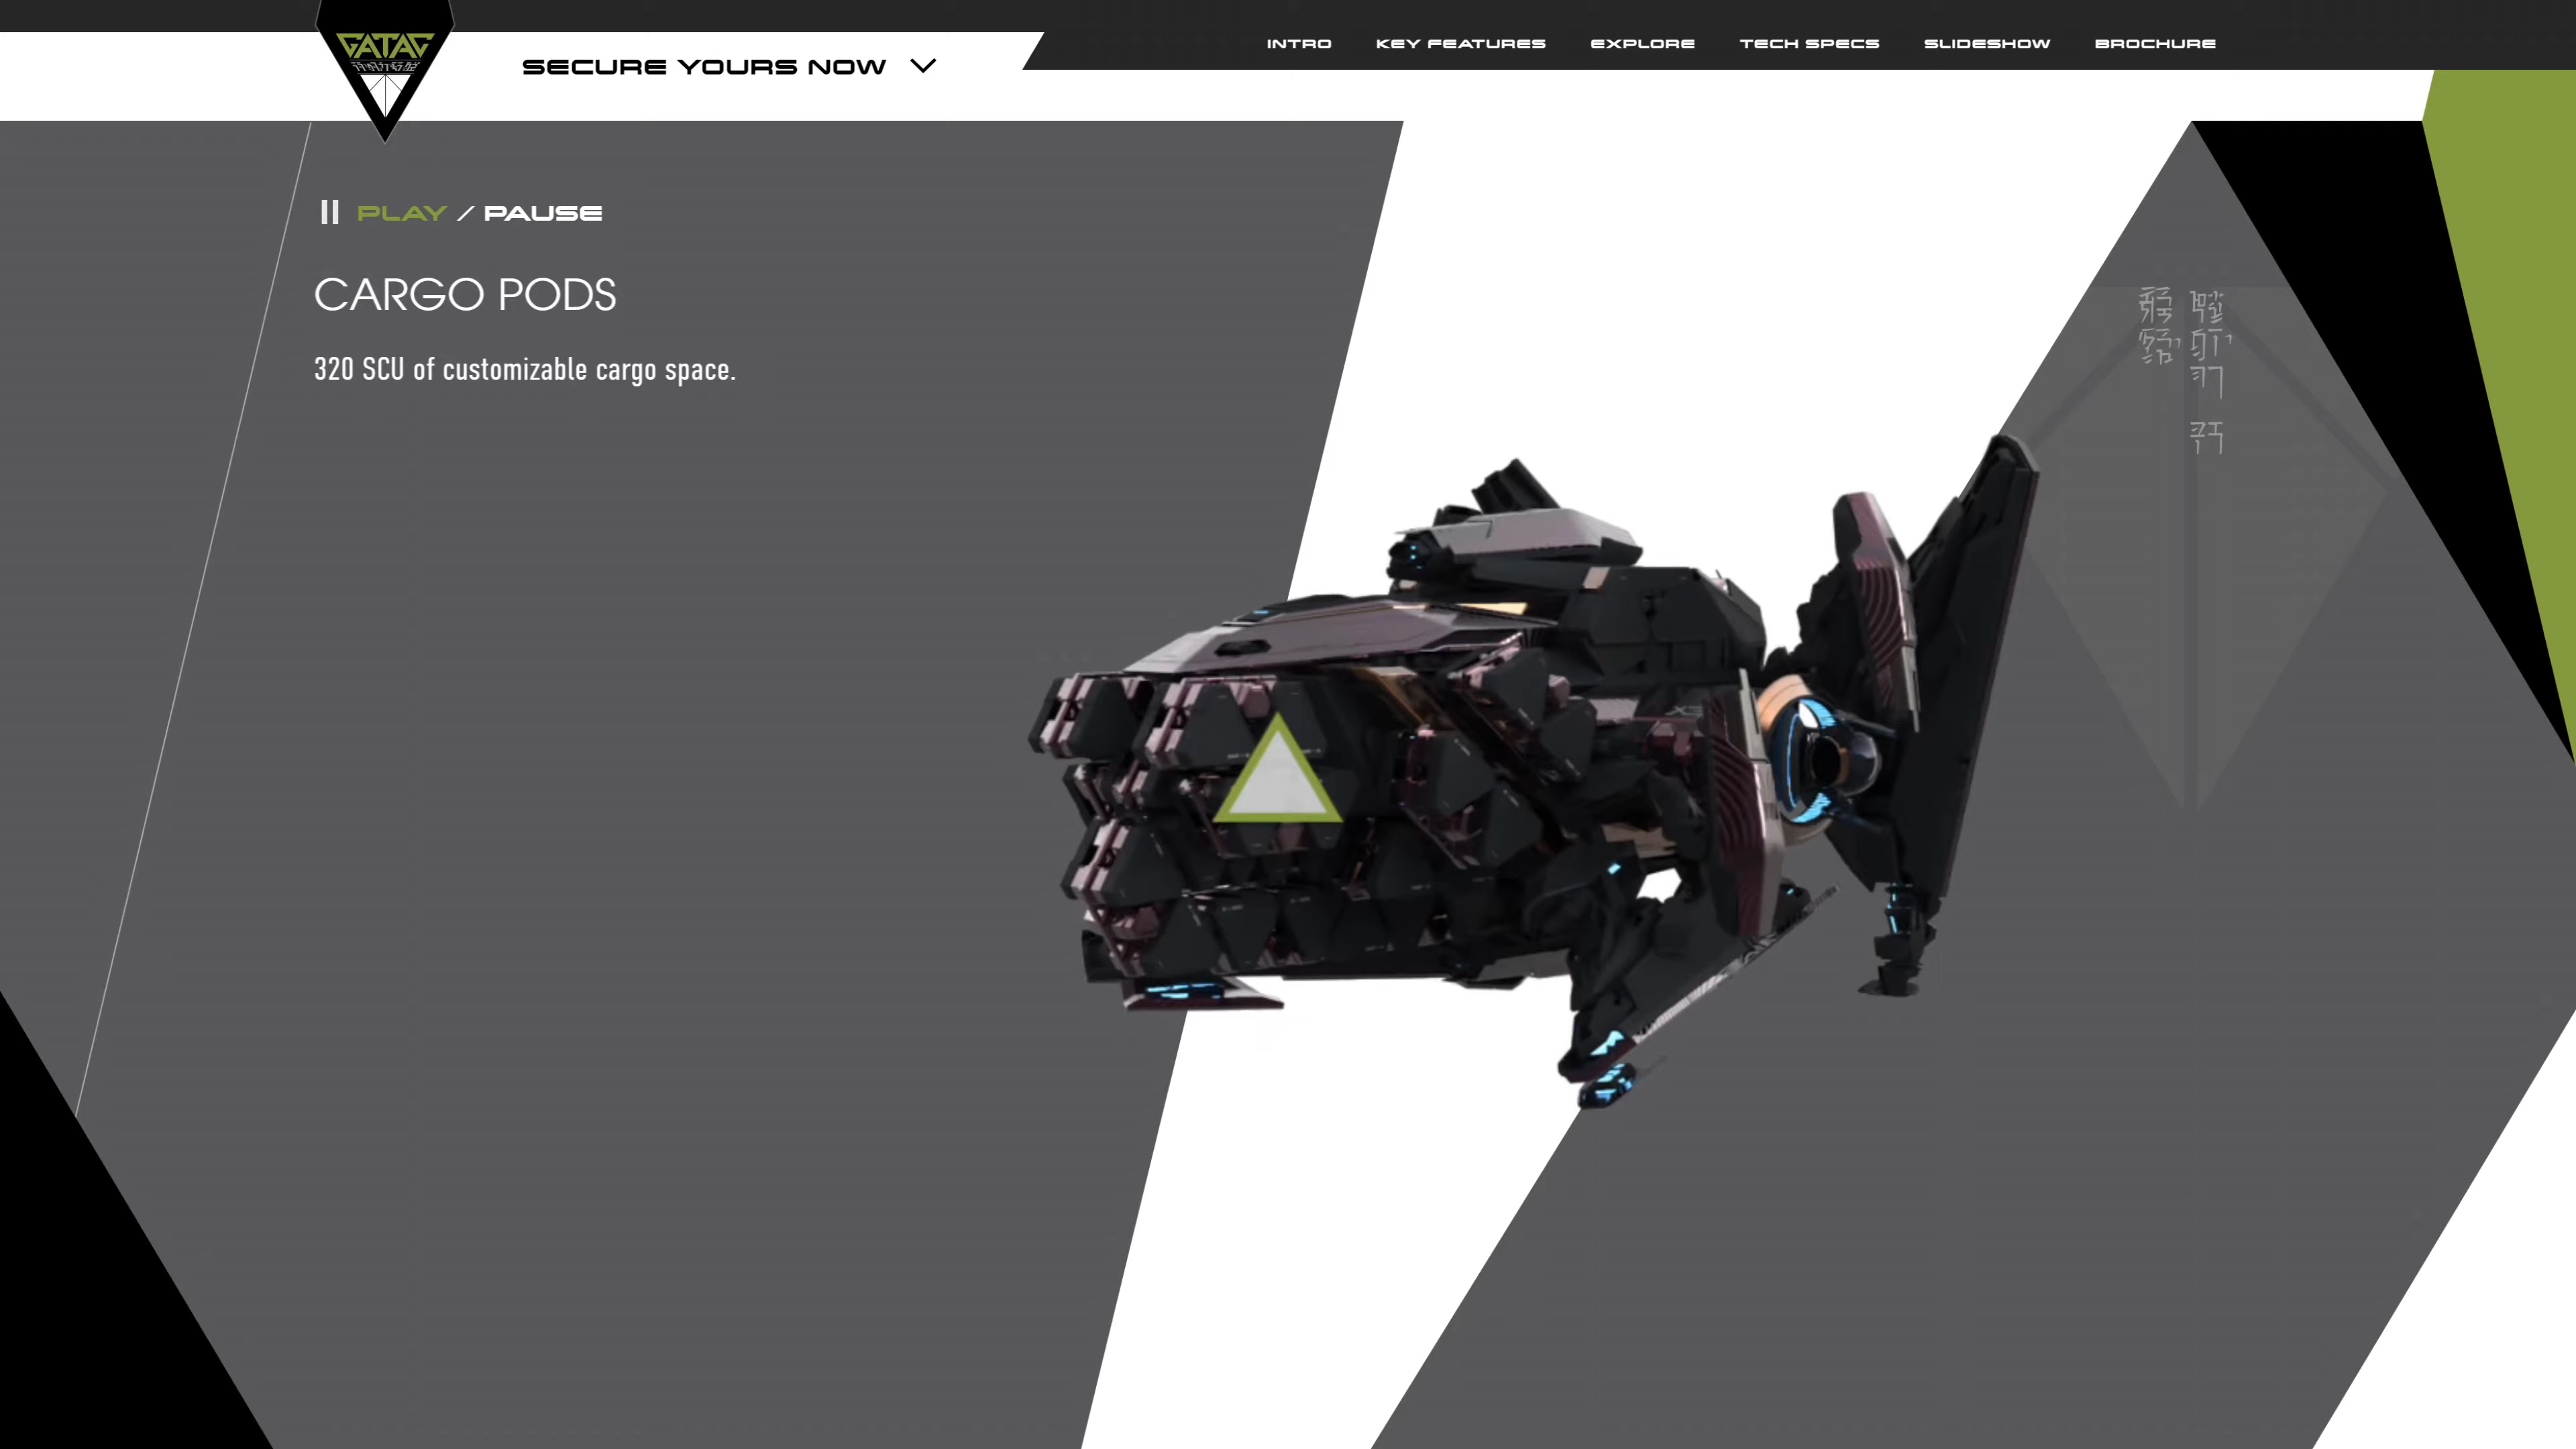 GATAC
SECURE YOURS NOW
INTRO
KEY FEATURES
EXPLORE
TECH SPECS
SLIDESHOW
BROCHURE
PLAY / PAUSE
CARGO PODS
320 SCU of customizable cargo space.